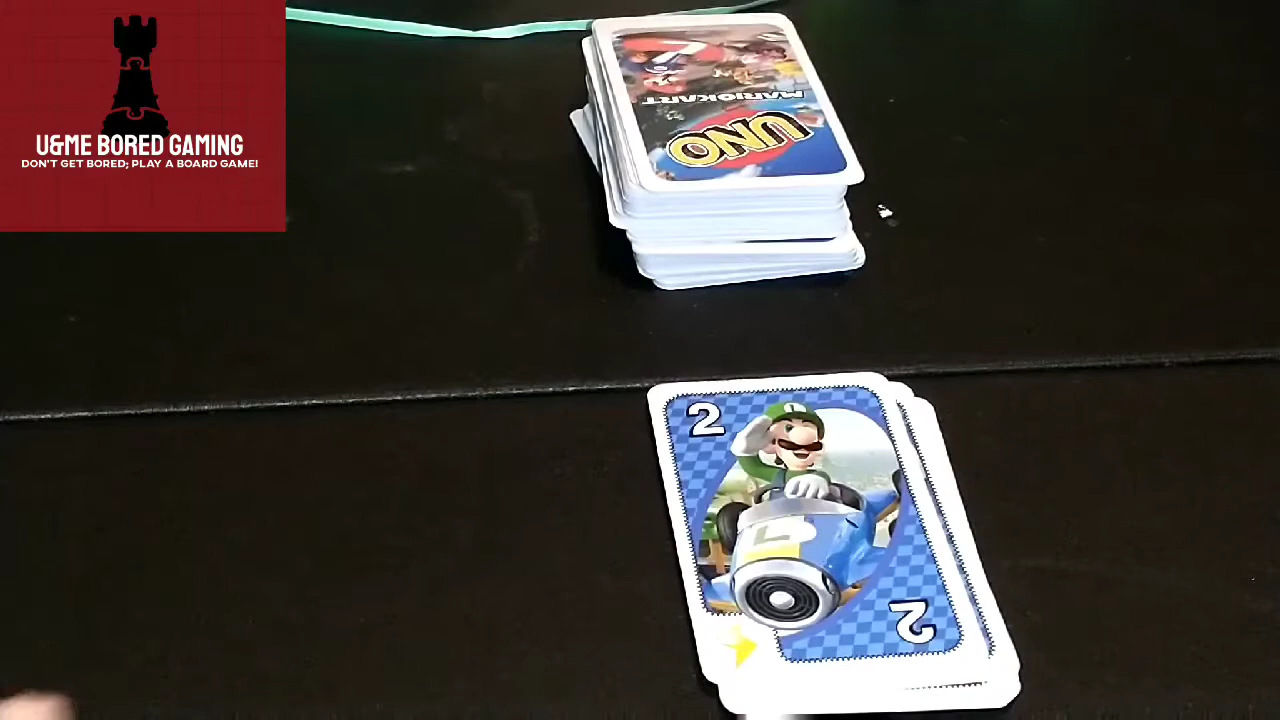 U&ME BORED GAMING
DON'T GET BORED; PLAY A BOARD GAME!
MARIOKART
UNO
2
L
2